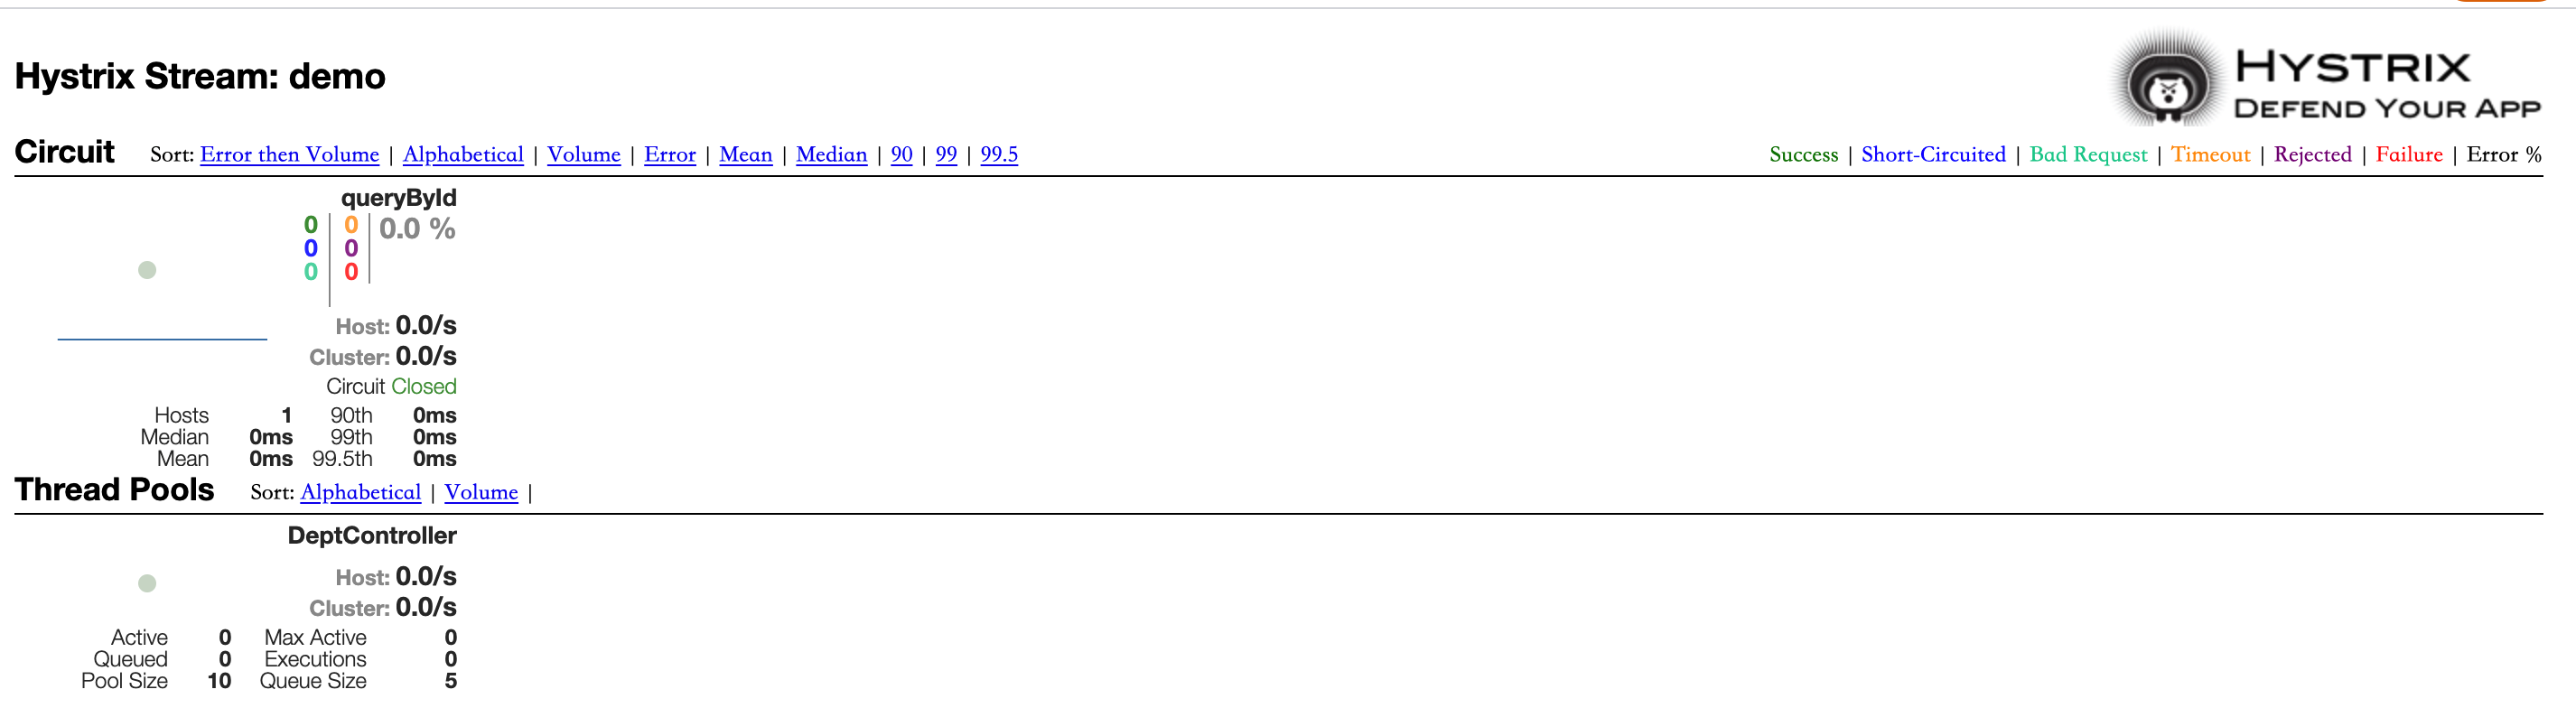 Hystrix Stream: demo
HYSTRIX
DEFEND YOUR APP
Circuit Sort: Error then Volume | Alphabetical | Volume | Error | Mean | Median | 90 | 99 | 99.5
Success | Short-Circuited | Bad Request | Timeout | Rejected | Failure | Error %
queryById
0 0 0.0 %
0 0
0 0
Host: 0.0/s
Cluster: 0.0/s
Circuit Closed
Hosts 1 90th 0ms
Median 0ms 99th 0ms
Mean 0ms 99.5th 0ms
Thread Pools Sort: Alphabetical | Volume |
DeptController
Host: 0.0/s
Cluster: 0.0/s
Active 0 Max Active 0
Queued 0 Executions 0
Pool Size 10 Queue Size 5